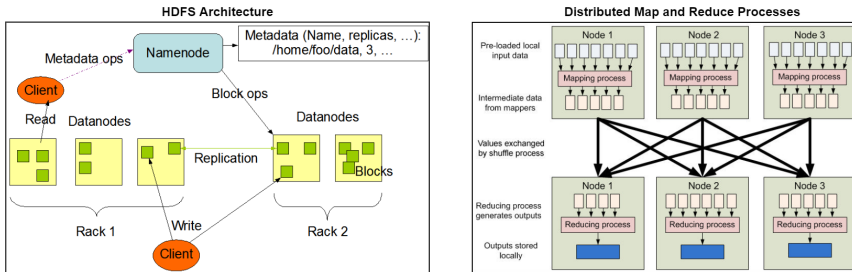 HDFS Architecture
Metadata ops
Namenode
Metadata (Name, replicas, …):
/home/foo/data, 3, …
Client
Block ops
Read
Datanodes
Datanodes
Replication
Blocks
Write
Rack 1
Rack 2
Client
Distributed Map and Reduce Processes
Node 1
Node 2
Node 3
Pre-loaded local
input data
Mapping process
Mapping process
Mapping process
Intermediate data
from mappers
Values exchanged
by shuffle process
Node 1
Node 2
Node 3
Reducing process
generates outputs
Reducing process
Reducing process
Reducing process
Outputs stored
locally